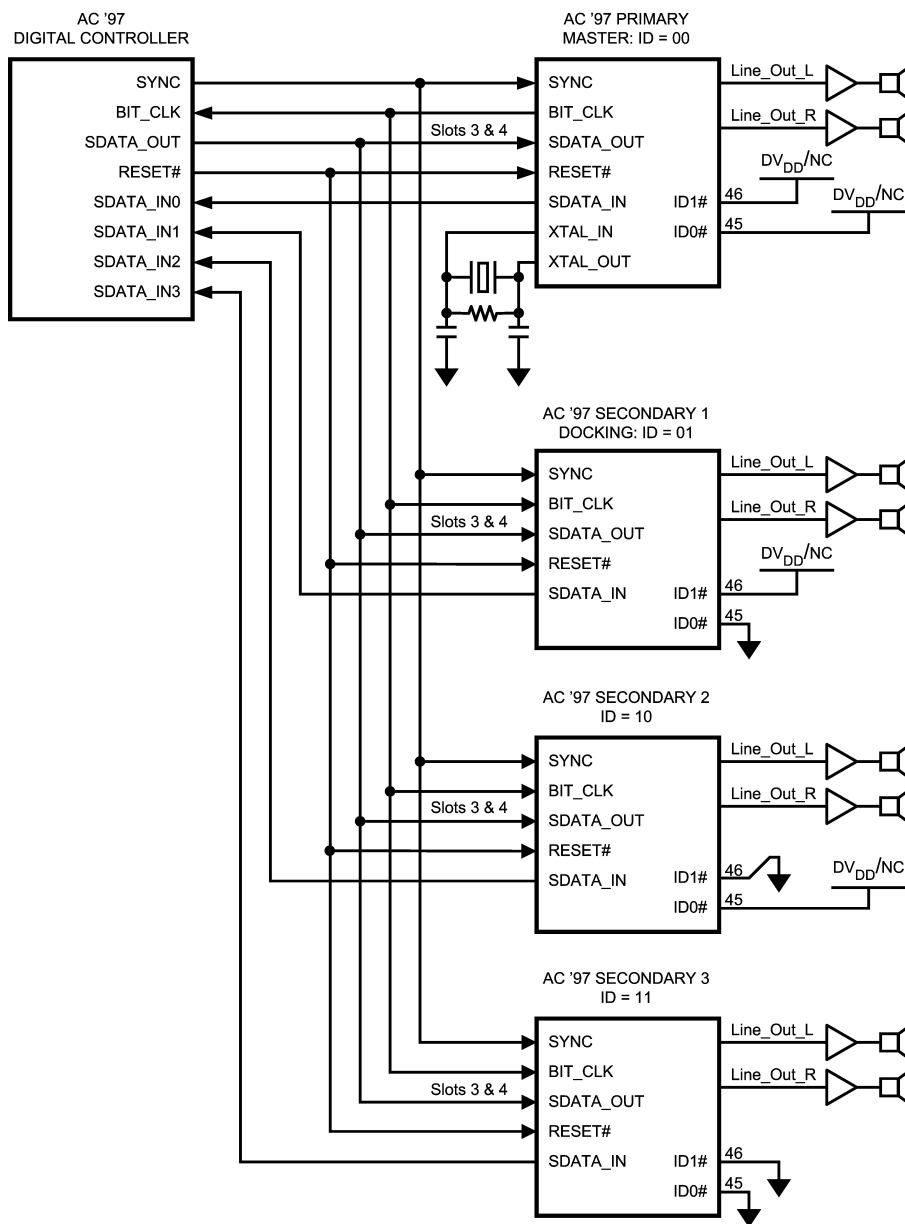 AC '97
DIGITAL CONTROLLER
SYNC
BIT_CLK
SDATA_OUT
RESET#
SDATA_IN0
SDATA_IN1
SDATA_IN2
SDATA_IN3
AC '97 PRIMARY
MASTER: ID = 00
SYNC
BIT_CLK
Slots 3 & 4
SDATA_OUT
RESET#
SDATA_IN
XTAL_IN
XTAL_OUT
ID1#
ID0#
46
45
Line_Out_L
Line_Out_R
DVDD/NC
DVDD/NC
AC '97 SECONDARY 1
DOCKING: ID = 01
SYNC
BIT_CLK
Slots 3 & 4
SDATA_OUT
RESET#
SDATA_IN
ID1#
ID0#
46
45
Line_Out_L
Line_Out_R
DVDD/NC
AC '97 SECONDARY 2
ID = 10
SYNC
BIT_CLK
Slots 3 & 4
SDATA_OUT
RESET#
SDATA_IN
ID1#
ID0#
46
45
Line_Out_L
Line_Out_R
DVDD/NC
AC '97 SECONDARY 3
ID = 11
SYNC
BIT_CLK
Slots 3 & 4
SDATA_OUT
RESET#
SDATA_IN
ID1#
ID0#
46
45
Line_Out_L
Line_Out_R